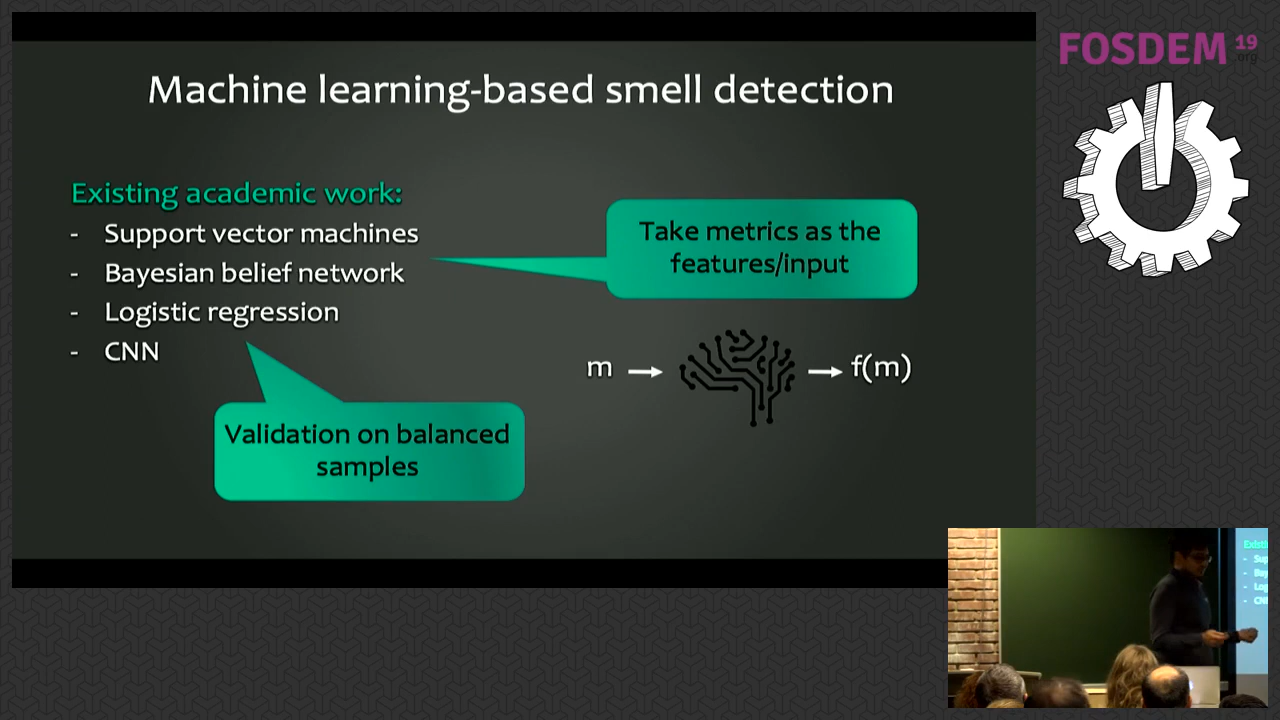 Machine learning-based smell detection
Existing academic work:
- Support vector machines
- Bayesian belief network
- Logistic regression
- CNN
Take metrics as the
features/input
m → → f(m)
Validation on balanced
samples
FOSDEM 19
.org